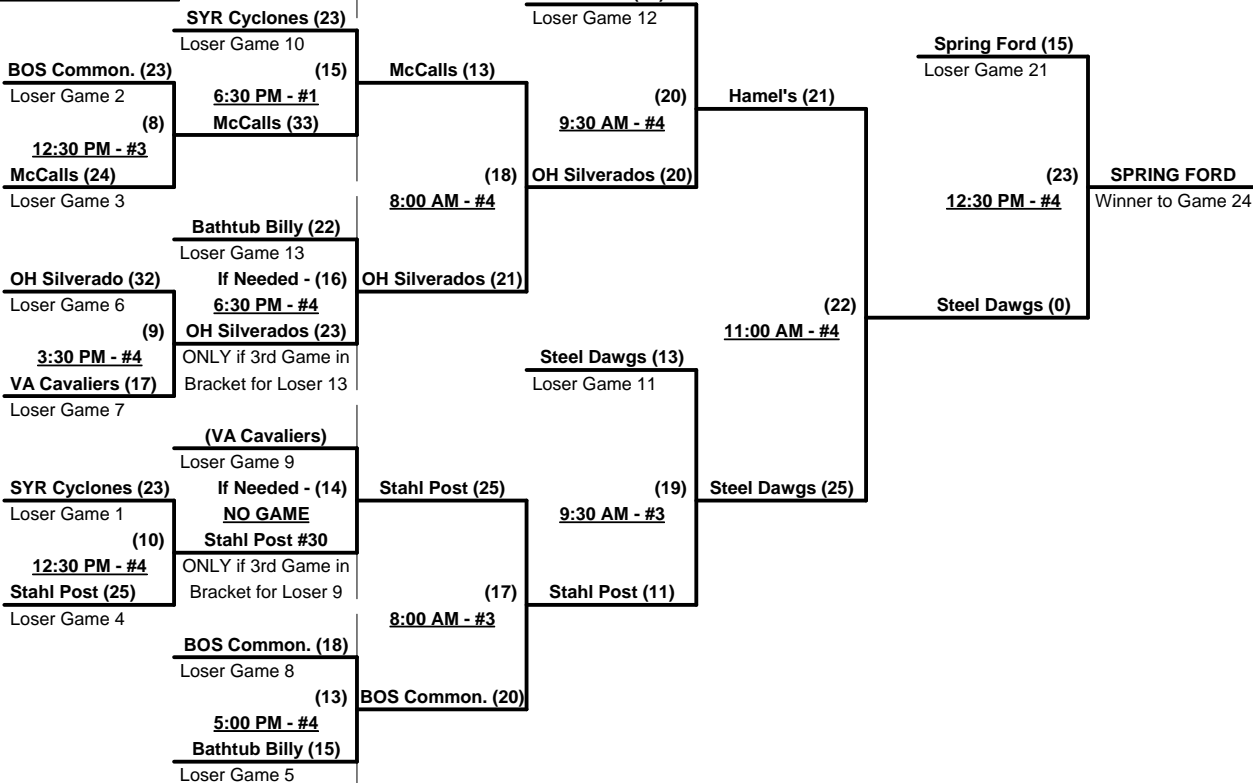 SYR Cyclones (23)
Loser Game 10
BOS Common. (23)
Loser Game 2
(8)
12:30 PM - #3
McCalls (24)
Loser Game 3
(15)
6:30 PM - #1
McCalls (33)
McCalls (13)
Bathtub Billy (22)
Loser Game 13
OH Silverado (32)
Loser Game 6
(9)
3:30 PM - #4
VA Cavaliers (17)
Loser Game 7
If Needed - (16)
6:30 PM - #4
OH Silverados (23)
ONLY if 3rd Game in
Bracket for Loser 13
OH Silverados (21)
(18)
8:00 AM - #4
Loser Game 12
(20)
9:30 AM - #4
OH Silverados (20)
Hamel's (21)
(VA Cavaliers)
Loser Game 9
SYR Cyclones (23)
Loser Game 1
(10)
12:30 PM - #4
Stahl Post (25)
Loser Game 4
If Needed - (14)
NO GAME
Stahl Post #30
ONLY if 3rd Game in
Bracket for Loser 9
Stahl Post (25)
BOS Common. (18)
Loser Game 8
(13)
5:00 PM - #4
Bathtub Billy (15)
Loser Game 5
BOS Common. (20)
(17)
8:00 AM - #3
Steel Dawgs (13)
Loser Game 11
(19)
9:30 AM - #3
Stahl Post (11)
Steel Dawgs (25)
(22)
11:00 AM - #4
Spring Ford (15)
Loser Game 21
(23)
12:30 PM - #4
Steel Dawgs (0)
SPRING FORD
Winner to Game 24